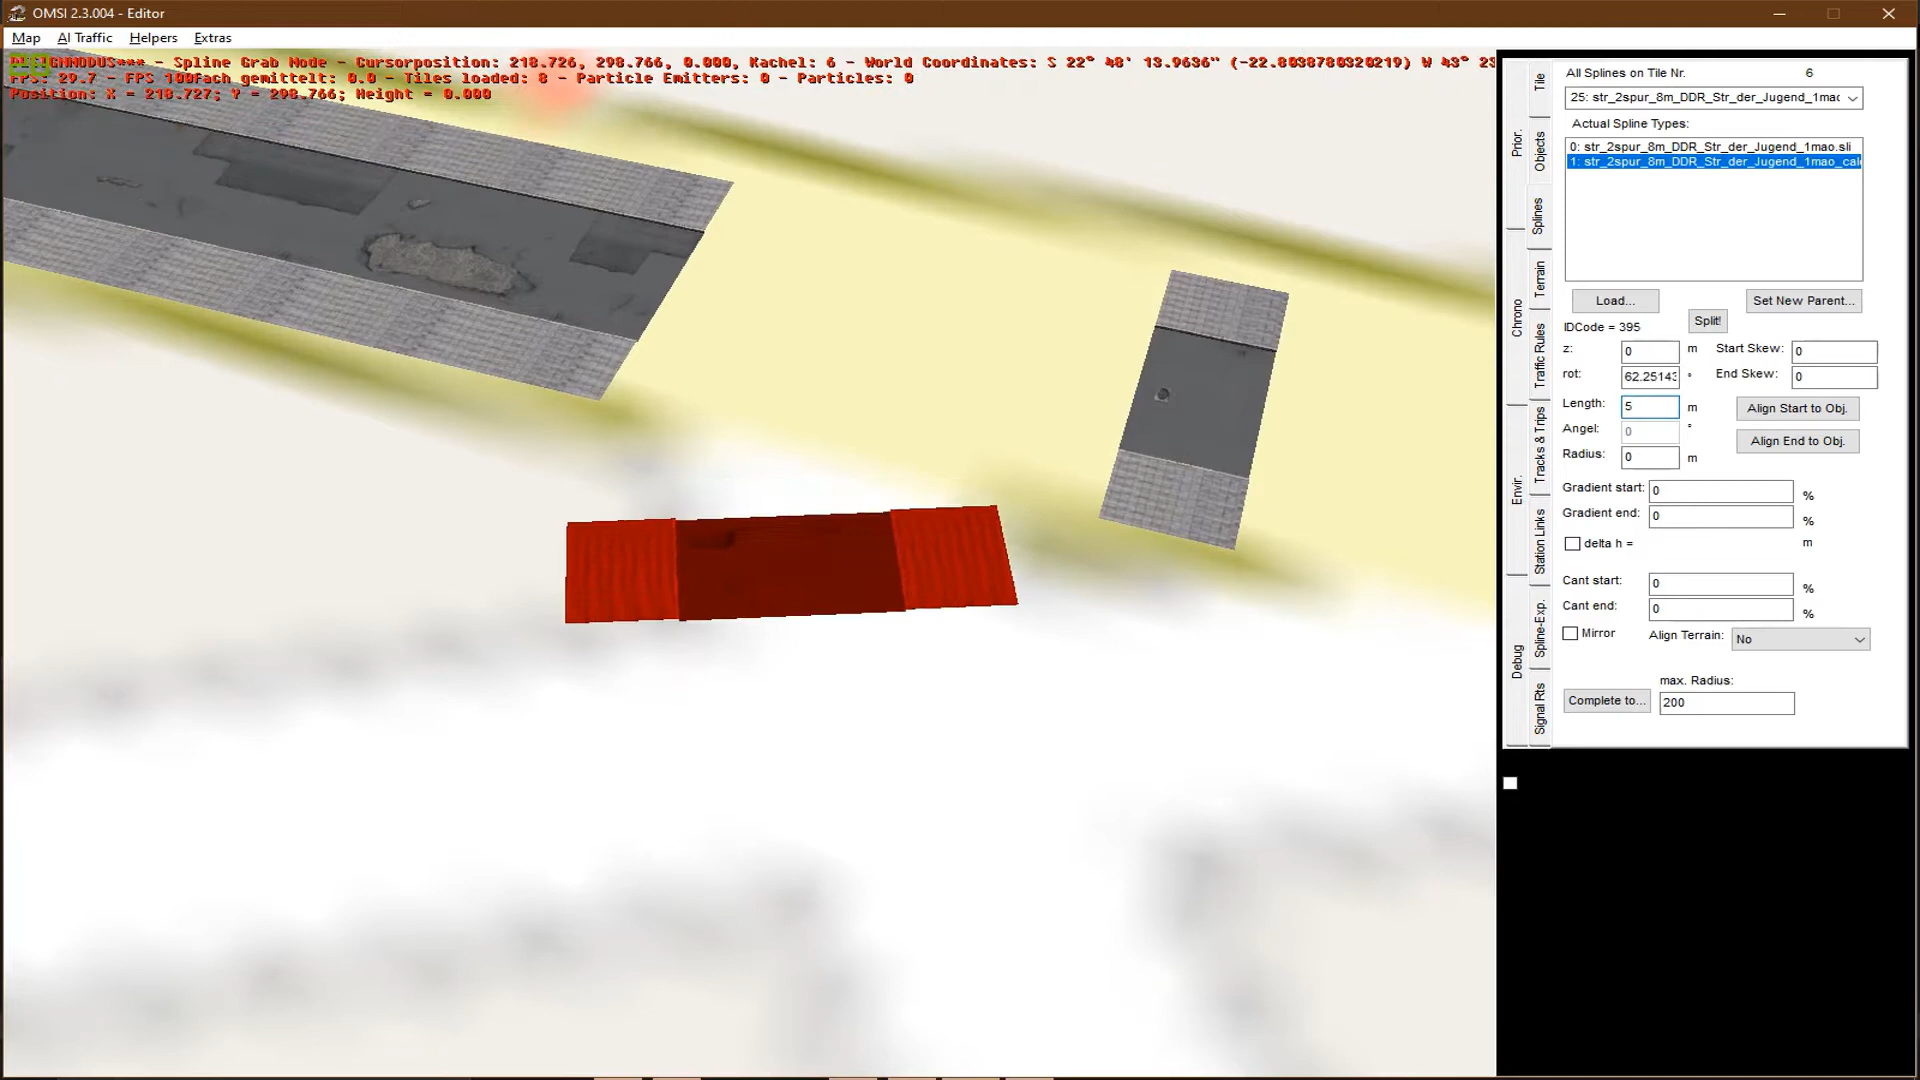 OMSI 2.3.004 - Editor
Map AI Traffic Helpers Extras
- Spline Grab Mode - Cursorposition: 218.726, 298.766, 0.000, Kachel: 6 - World Coordinates: S 22° 48' 13.9636" (-22.8038780320219) W 43° 23
FPS: 29.7 - FPS 100Fach gemittelt: 0.0 - Tiles loaded: 8 - Particle Emitters: 0 - Particles: 0
Position: X = 218.727; Y = 298.766; Height = 0.000
Prior.
Chrono
Envir.
Debug
Tile
Objects
Splines
Terrain
Traffic Rules
Tracks & Trips
Station Links
Spline-Exp.
Signal Rts
All Splines on Tile Nr. 6
25: str_2spur_8m_DDR_Str_der_Jugend_1mac
Actual Spline Types:
0: str_2spur_8m_DDR_Str_der_Jugend_1mao.sli
1: str_2spur_8m_DDR_Str_der_Jugend_1mao_cal
Load... Set New Parent...
IDCode = 395 Split!
z: 0 m Start Skew: 0
rot: 62.25143 ° End Skew: 0
Length: 5 m Align Start to Obj.
Angel: 0 ° Align End to Obj.
Radius: 0 m
Gradient start: 0 %
Gradient end: 0 %
delta h = m
Cant start: 0 %
Cant end: 0 %
Mirror Align Terrain: No
max. Radius:
Complete to... 200